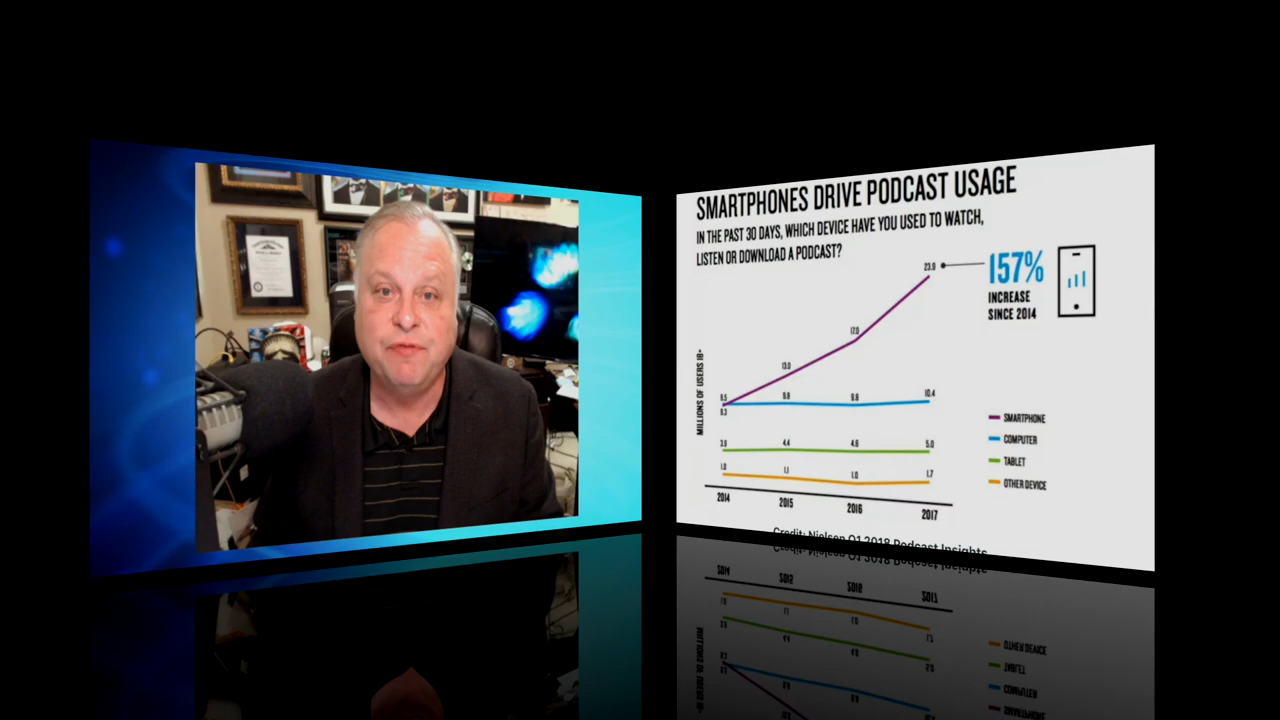 SMARTPHONES DRIVE PODCAST USAGE
IN THE PAST 30 DAYS, WHICH DEVICE HAVE YOU USED TO WATCH,
LISTEN OR DOWNLOAD A PODCAST?
23.9
157%
INCREASE
SINCE 2014
17.0
13.0
9.5
9.8
9.8
10.4
9.3
MILLIONS OF USERS 18+
SMARTPHONE
COMPUTER
TABLET
OTHER DEVICE
3.9
4.4
4.6
5.0
1.0
1.1
1.0
1.7
2014
2015
2016
2017
Credit: Nielsen Q1 2018 Podcast Insights